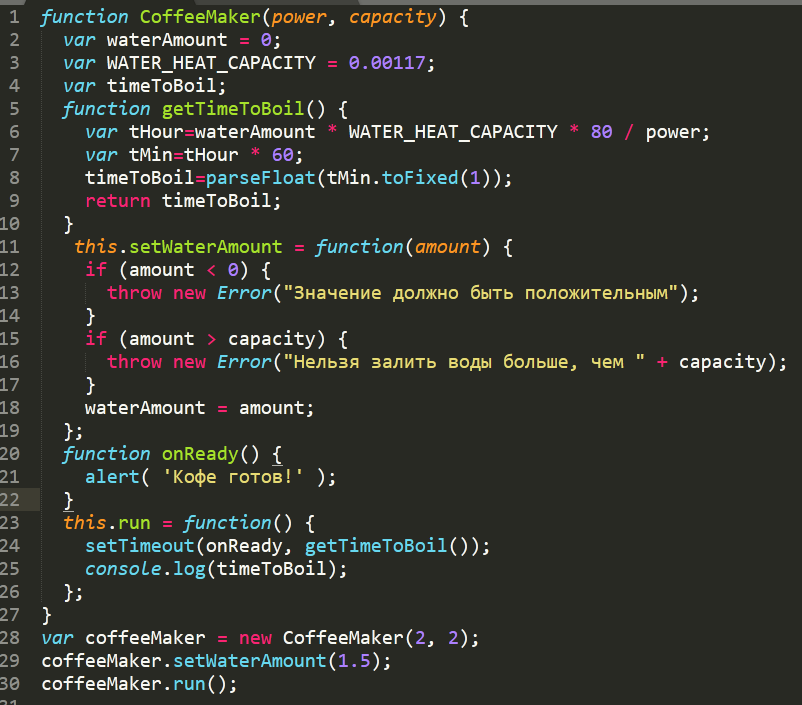 1 function CoffeeMaker(power, capacity) {
2   var waterAmount = 0;
3   var WATER_HEAT_CAPACITY = 0.00117;
4   var timeToBoil;
5   function getTimeToBoil() {
6     var tHour=waterAmount * WATER_HEAT_CAPACITY * 80 / power;
7     var tMin=tHour * 60;
8     timeToBoil=parseFloat(tMin.toFixed(1));
9     return timeToBoil;
10   }
11    this.setWaterAmount = function(amount) {
12     if (amount < 0) {
13       throw new Error("Значение должно быть положительным");
14     }
15     if (amount > capacity) {
16       throw new Error("Нельзя залить воды больше, чем " + capacity);
17     }
18     waterAmount = amount;
19   };
20   function onReady() {
21     alert( 'Кофе готов!' );
22   }
23   this.run = function() {
24     setTimeout(onReady, getTimeToBoil());
25     console.log(timeToBoil);
26   };
27 }
28 var coffeeMaker = new CoffeeMaker(2, 2);
29 coffeeMaker.setWaterAmount(1.5);
30 coffeeMaker.run();